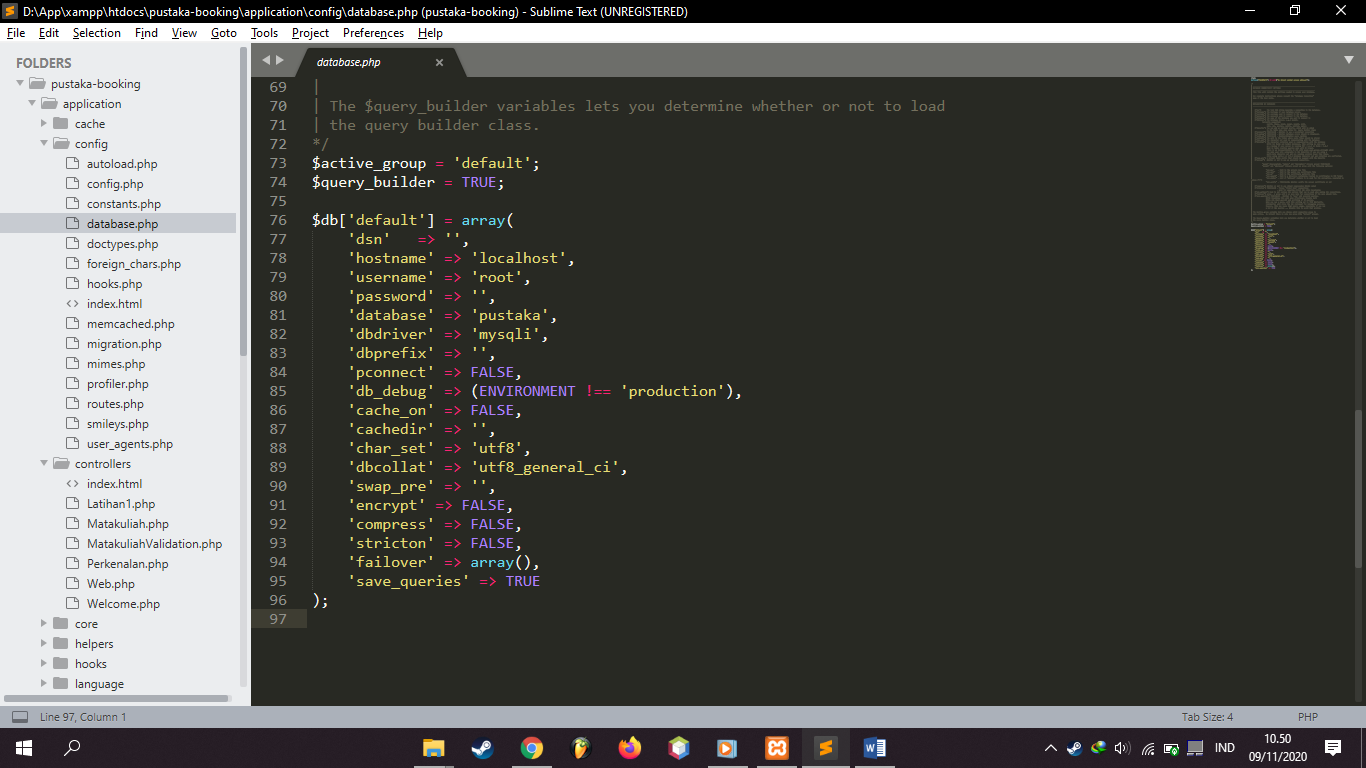 D:\App\xampp\htdocs\pustaka-booking\application\config\database.php (pustaka-booking) - Sublime Text (UNREGISTERED)
File Edit Selection Find View Goto Tools Project Preferences Help
FOLDERS
pustaka-booking
application
cache
config
autoload.php
config.php
constants.php
database.php
doctypes.php
foreign_chars.php
hooks.php
<> index.html
memcached.php
migration.php
mimes.php
profiler.php
routes.php
smileys.php
user_agents.php
controllers
<> index.html
Latihan1.php
Matakuliah.php
MatakuliahValidation.php
Perkenalan.php
Web.php
Welcome.php
core
helpers
hooks
language
database.php ×
69 |
70 | The $query_builder variables lets you determine whether or not to load
71 | the query builder class.
72 */
73 $active_group = 'default';
74 $query_builder = TRUE;
75
76 $db['default'] = array(
77 'dsn'   => '',
78 'hostname' => 'localhost',
79 'username' => 'root',
80 'password' => '',
81 'database' => 'pustaka',
82 'dbdriver' => 'mysqli',
83 'dbprefix' => '',
84 'pconnect' => FALSE,
85 'db_debug' => (ENVIRONMENT !== 'production'),
86 'cache_on' => FALSE,
87 'cachedir' => '',
88 'char_set' => 'utf8',
89 'dbcollat' => 'utf8_general_ci',
90 'swap_pre' => '',
91 'encrypt' => FALSE,
92 'compress' => FALSE,
93 'stricton' => FALSE,
94 'failover' => array(),
95 'save_queries' => TRUE
96 );
97
Line 97, Column 1 Tab Size: 4 PHP
IND
10.50
09/11/2020